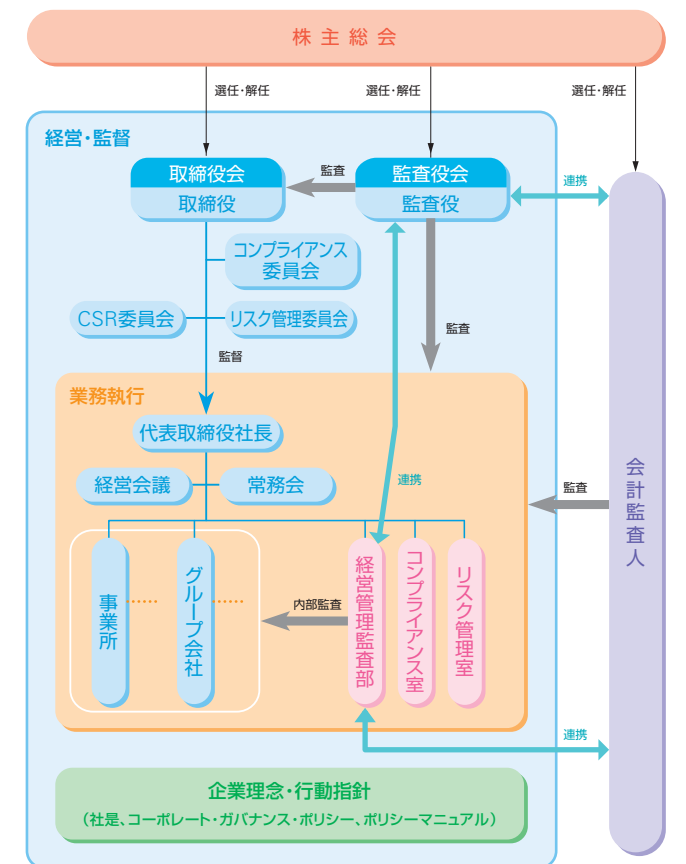 株主総会
選任・解任
選任・解任
選任・解任
経営・監督
取締役会
取締役
監査
監査役会
監査役
連携
コンプライアンス
委員会
CSR委員会
リスク管理委員会
監督
監査
業務執行
代表取締役社長
経営会議
常務会
連携
監査
会計監査人
事業所
……
グループ会社
……
内部監査
経営管理監査部
コンプライアンス室
リスク管理室
連携
企業理念・行動指針
（社是、コーポレート・ガバナンス・ポリシー、ポリシーマニュアル）